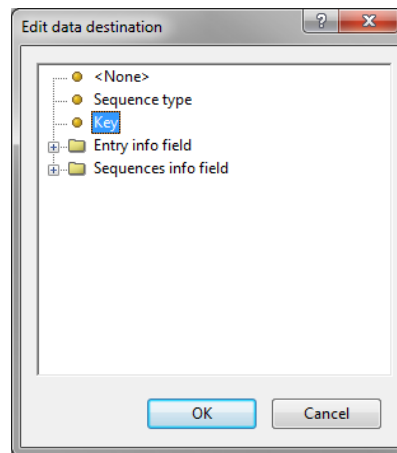 Edit data destination
?
<None>
Sequence type
Key
Entry info field
Sequences info field
OK Cancel